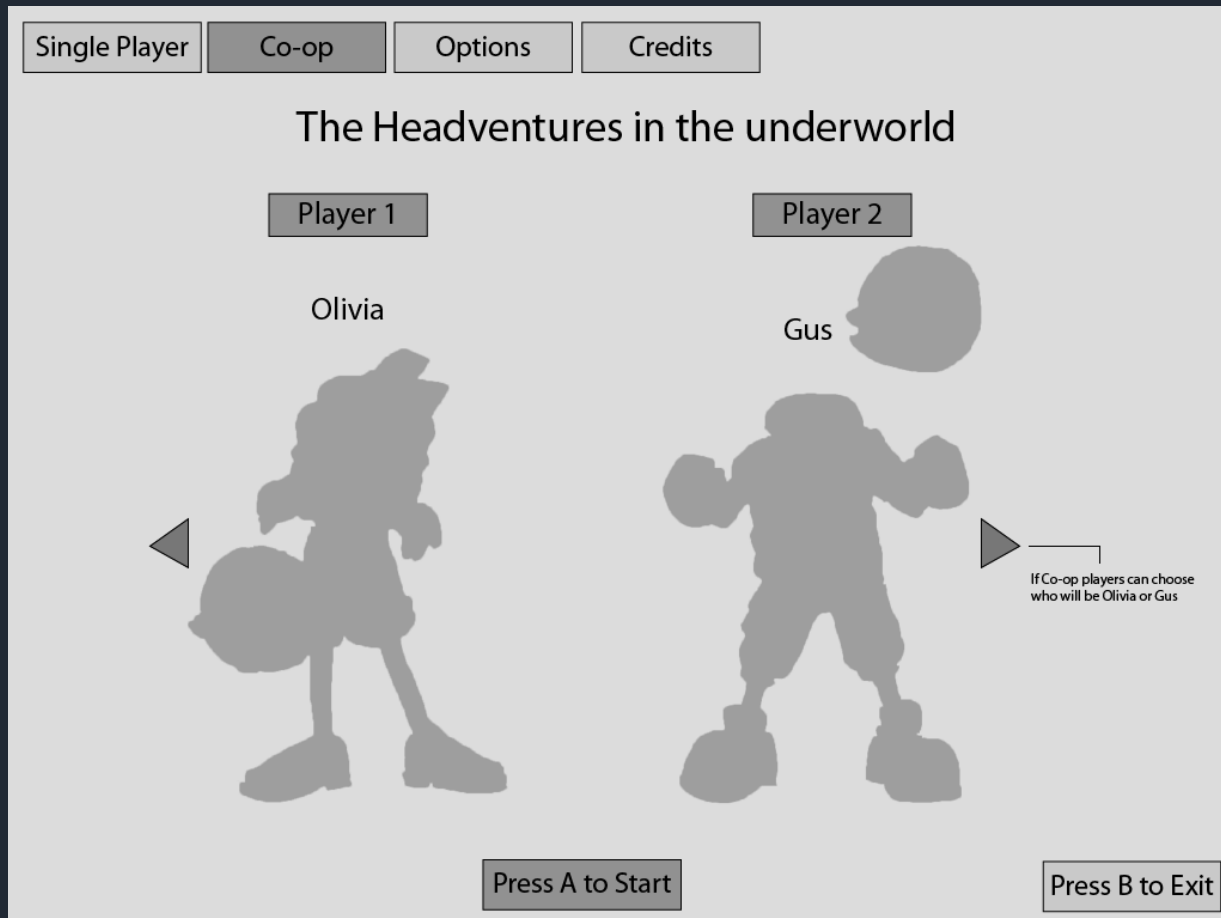 Single Player
Co-op
Options
Credits
The Headventures in the underworld
Player 1
Player 2
Olivia
Gus
If Co-op players can choose
who will be Olivia or Gus
Press A to Start
Press B to Exit